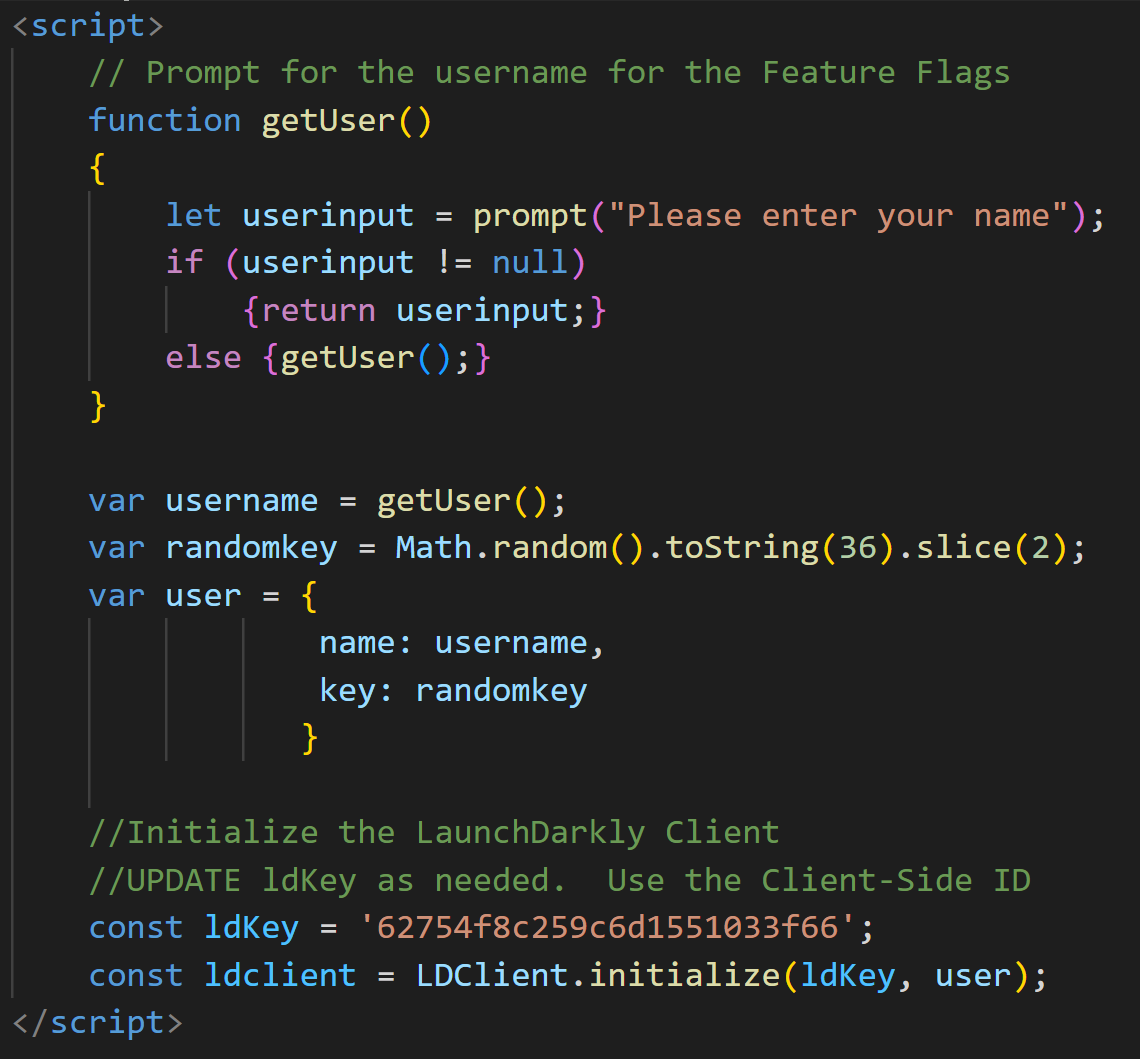 <script>
// Prompt for the username for the Feature Flags
function getUser()
{
let userinput = prompt("Please enter your name");
if (userinput != null)
{return userinput;}
else {getUser();}
}
var username = getUser();
var randomkey = Math.random().toString(36).slice(2);
var user = {
name: username,
key: randomkey
}
//Initialize the LaunchDarkly Client
//UPDATE ldKey as needed.  Use the Client-Side ID
const ldKey = '62754f8c259c6d1551033f66';
const ldclient = LDClient.initialize(ldKey, user);
</script>